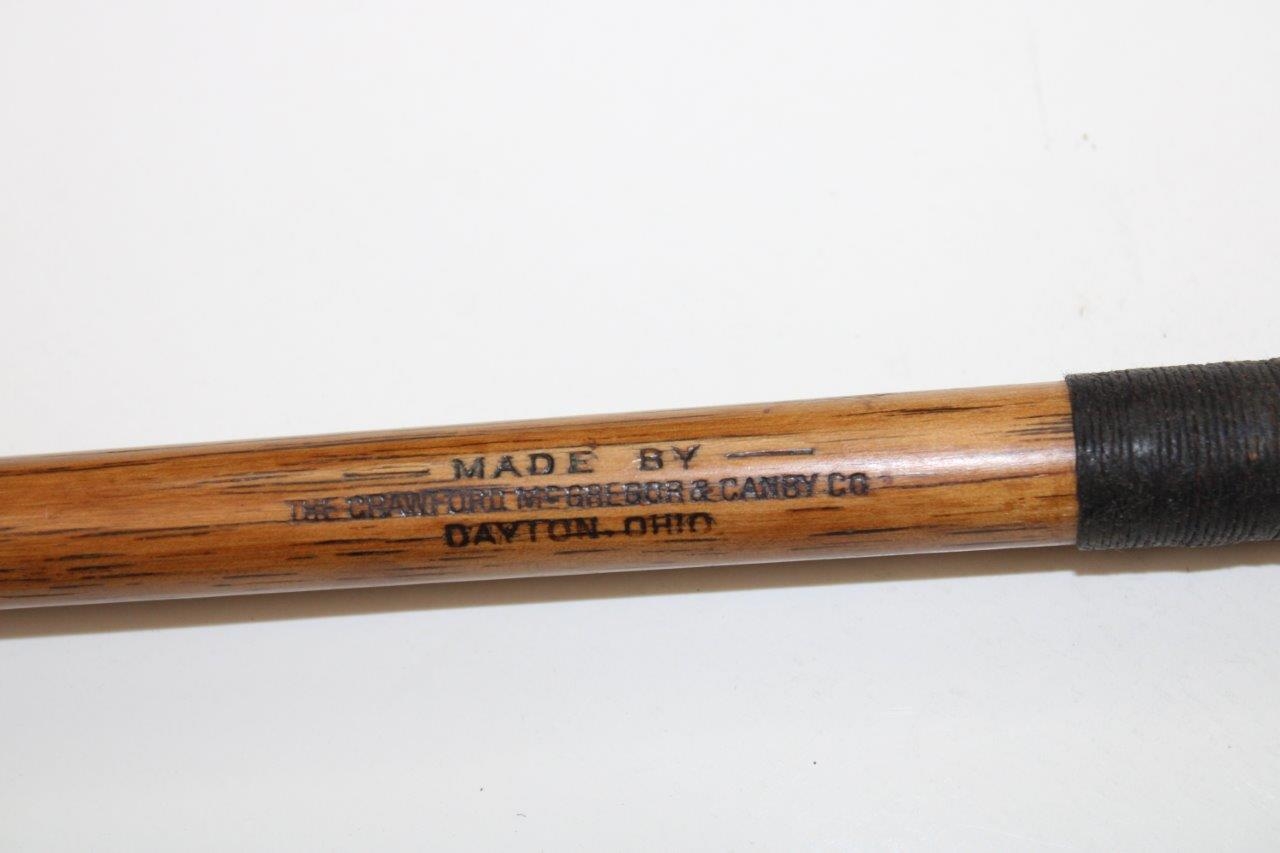 — MADE BY —
THE CRAWFORD McGREGOR & CANBY CO
DAYTON, OHIO